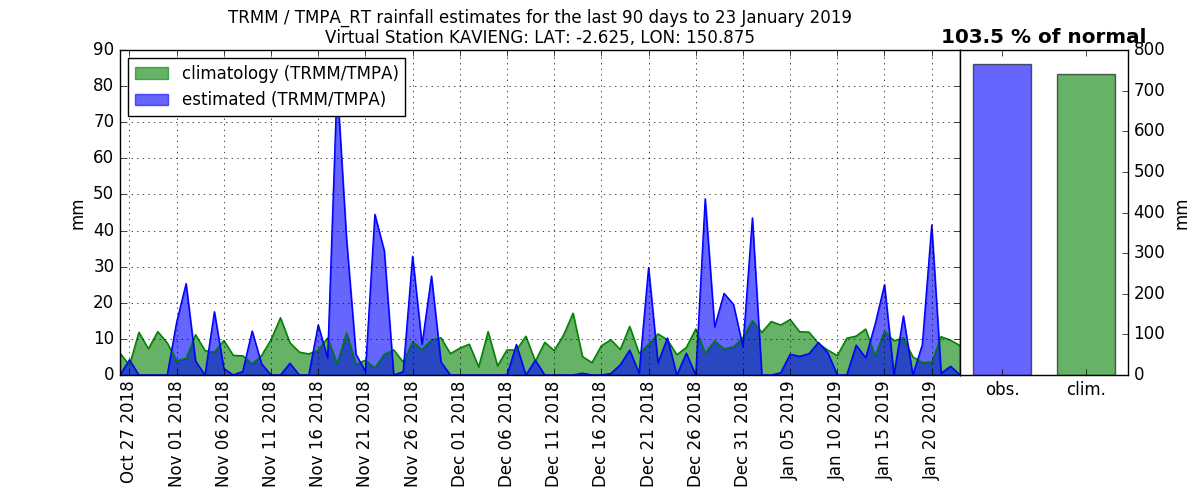 TRMM / TMPA_RT rainfall estimates for the last 90 days to 23 January 2019
Virtual Station KAVIENG: LAT: -2.625, LON: 150.875
103.5 % of normal
climatology (TRMM/TMPA)
estimated (TRMM/TMPA)
90
80
70
60
50
40
30
20
10
0
mm
Oct 27 2018
Nov 01 2018
Nov 06 2018
Nov 11 2018
Nov 16 2018
Nov 21 2018
Nov 26 2018
Dec 01 2018
Dec 06 2018
Dec 11 2018
Dec 16 2018
Dec 21 2018
Dec 26 2018
Dec 31 2018
Jan 05 2019
Jan 10 2019
Jan 15 2019
Jan 20 2019
obs.
clim.
800
700
600
500
400
300
200
100
0
mm